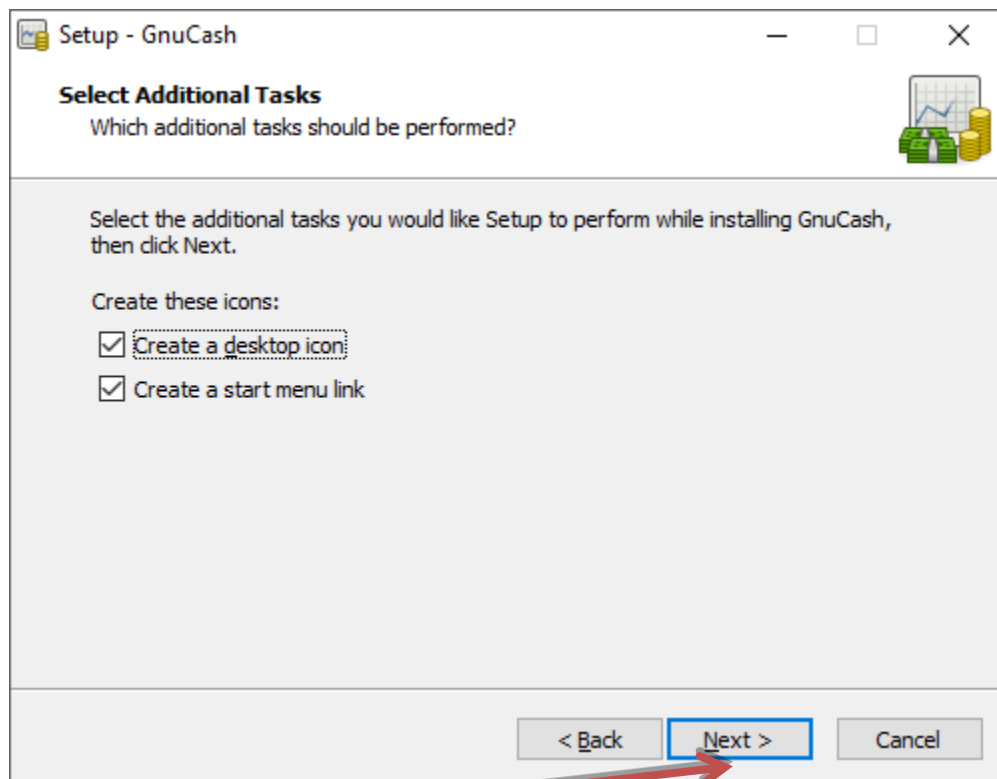 Setup - GnuCash
Select Additional Tasks
Which additional tasks should be performed?
Select the additional tasks you would like Setup to perform while installing GnuCash,
then click Next.
Create these icons:
Create a desktop icon
Create a start menu link
< Back
Next >
Cancel